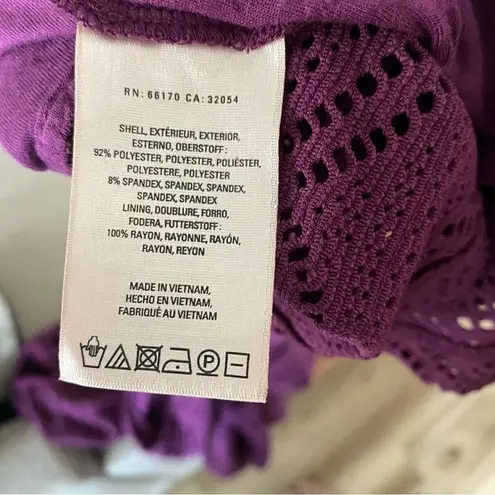 RN: 66170 CA: 32054
SHELL, EXTÉRIEUR, EXTERIOR,
ESTERNO, OBERSTOFF:
92% POLYESTER, POLYESTER, POLIÉSTER,
POLYESTERE, POLYESTER
8% SPANDEX, SPANDEX, SPANDEX,
SPANDEX, SPANDEX
LINING, DOUBLURE, FORRO,
FODERA, FUTTERSTOFF:
100% RAYON, RAYONNE, RAYÓN,
RAYON, REYON
MADE IN VIETNAM,
HECHO EN VIETNAM,
FABRIQUÉ AU VIETNAM.
P